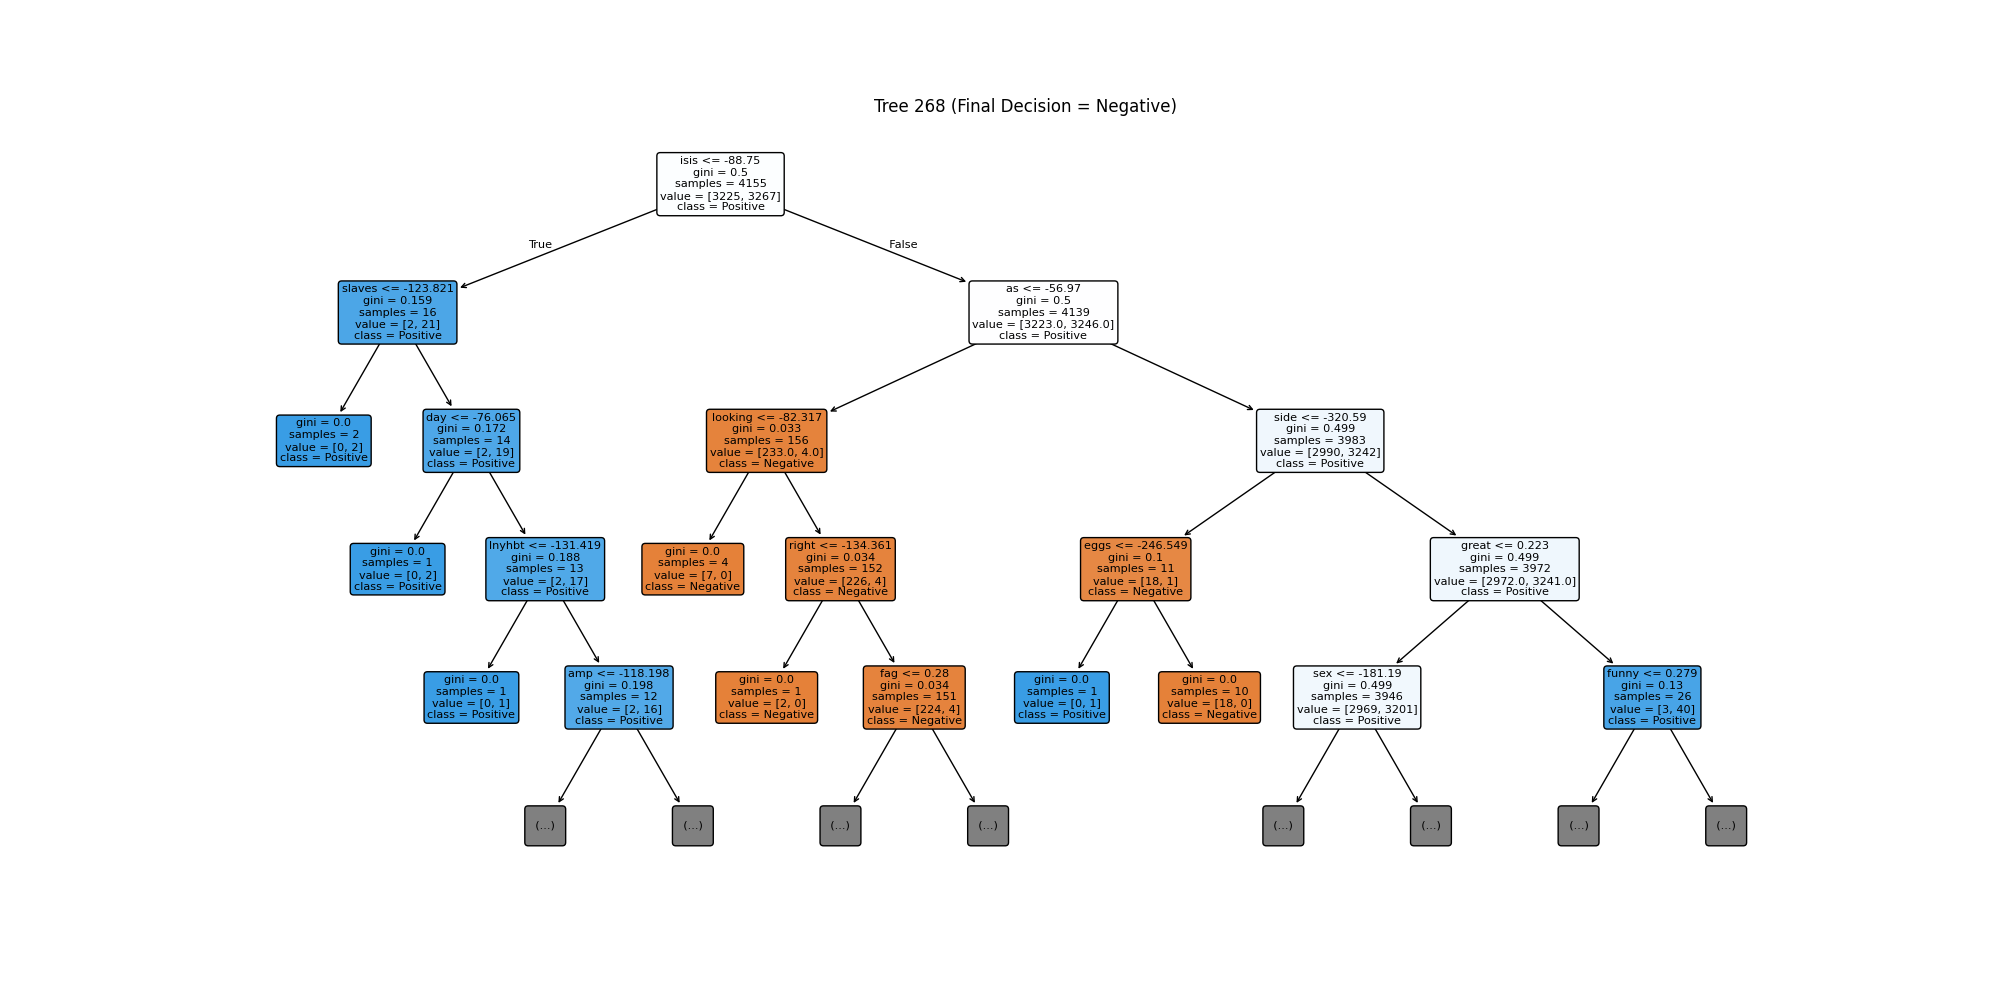 Tree 268 (Final Decision = Negative)
isis <= -88.75
gini = 0.5
samples = 4155
value = [3225, 3267]
class = Positive
True
False
slaves <= -123.821
gini = 0.159
samples = 16
value = [2, 21]
class = Positive
as <= -56.97
gini = 0.5
samples = 4139
value = [3223.0, 3246.0]
class = Positive
gini = 0.0
samples = 2
value = [0, 2]
class = Positive
day <= -76.065
gini = 0.172
samples = 14
value = [2, 19]
class = Positive
looking <= -82.317
gini = 0.033
samples = 156
value = [233.0, 4.0]
class = Negative
side <= -320.59
gini = 0.499
samples = 3983
value = [2990, 3242]
class = Positive
gini = 0.0
samples = 1
value = [0, 2]
class = Positive
lnyhbt <= -131.419
gini = 0.188
samples = 13
value = [2, 17]
class = Positive
gini = 0.0
samples = 4
value = [7, 0]
class = Negative
right <= -134.361
gini = 0.034
samples = 152
value = [226, 4]
class = Negative
eggs <= -246.549
gini = 0.1
samples = 11
value = [18, 1]
class = Negative
great <= 0.223
gini = 0.499
samples = 3972
value = [2972.0, 3241.0]
class = Positive
gini = 0.0
samples = 1
value = [0, 1]
class = Positive
amp <= -118.198
gini = 0.198
samples = 12
value = [2, 16]
class = Positive
gini = 0.0
samples = 1
value = [2, 0]
class = Negative
fag <= 0.28
gini = 0.034
samples = 151
value = [224, 4]
class = Negative
gini = 0.0
samples = 1
value = [0, 1]
class = Positive
gini = 0.0
samples = 10
value = [18, 0]
class = Negative
sex <= -181.19
gini = 0.499
samples = 3946
value = [2969, 3201]
class = Positive
funny <= 0.279
gini = 0.13
samples = 26
value = [3, 40]
class = Positive
(...)
(...)
(...)
(...)
(...)
(...)
(...)
(...)